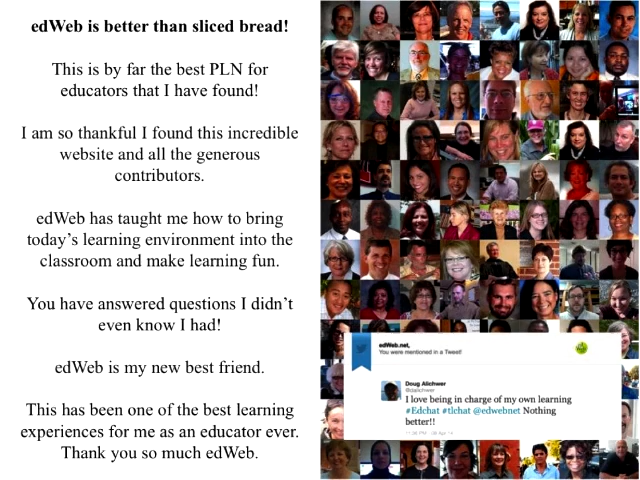 edWeb is better than sliced bread!
This is by far the best PLN for
educators that I have found!
I am so thankful I found this incredible
website and all the generous
contributors.
edWeb has taught me how to bring
today's learning environment into the
classroom and make learning fun.
You have answered questions I didn't
even know I had!
edWeb is my new best friend.
This has been one of the best learning
experiences for me as an educator ever.
Thank you so much edWeb.
edWeb.net,
You were mentioned in a Tweet!
Doug Alichwer
I love being in charge of my own learning
#Edchat #tlchat @edwebnet Nothing
better!!